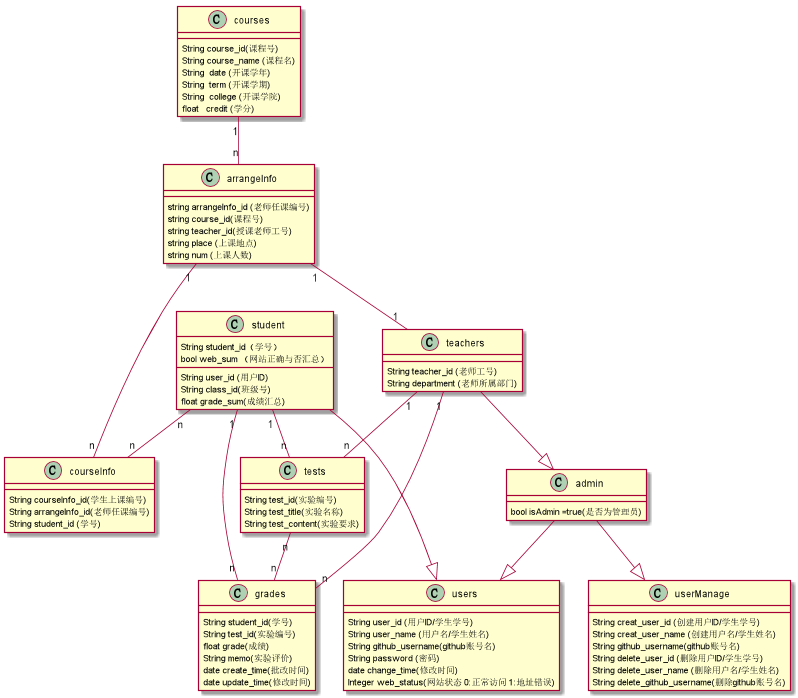 C courses
String course_id(课程号)
String course_name (课程名)
String date (开课学年)
String term (开课学期)
String college (开课学院)
float credit (学分)
1
n
C arrangeInfo
string arrangeInfo_id (老师任课编号)
string course_id(课程号)
string teacher_id(授课老师工号)
string place (上课地点)
string num (上课人数)
1
1
1
C student
String student_id (学号)
bool web_sum (网站正确与否汇总)
String user_id (用户ID)
String class_id(班级号)
float grade_sum(成绩汇总)
C teachers
String teacher_id (老师工号)
String department (老师所属部门)
n
1
1
1
1
n
n
n
n
C courseInfo
String courseInfo_id(学生上课编号)
String arrangeInfo_id(老师任课编号)
String student_id (学号)
C tests
String test_id(实验编号)
String test_title(实验名称)
String test_content(实验要求)
C admin
bool isAdmin =true(是否为管理员)
n
n
n
n
C grades
String student_id(学号)
String test_id(实验编号)
float grade(成绩)
String memo(实验评价)
date create_time(批改时间)
date update_time(修改时间)
C users
String user_id (用户ID/学生学号)
String user_name (用户名/学生姓名)
String github_username(github账号名)
String password (密码)
date change_time(修改时间)
Integer web_status(网站状态 0:正常访问 1:地址错误)
C userManage
String creat_user_id (创建用户ID/学生学号)
String creat_user_name (创建用户名/学生姓名)
String github_username(github账号名)
String delete_user_id (删除用户ID/学生学号)
String delete_user_name (删除用户名/学生姓名)
String delete_github_username(删除github账号名)